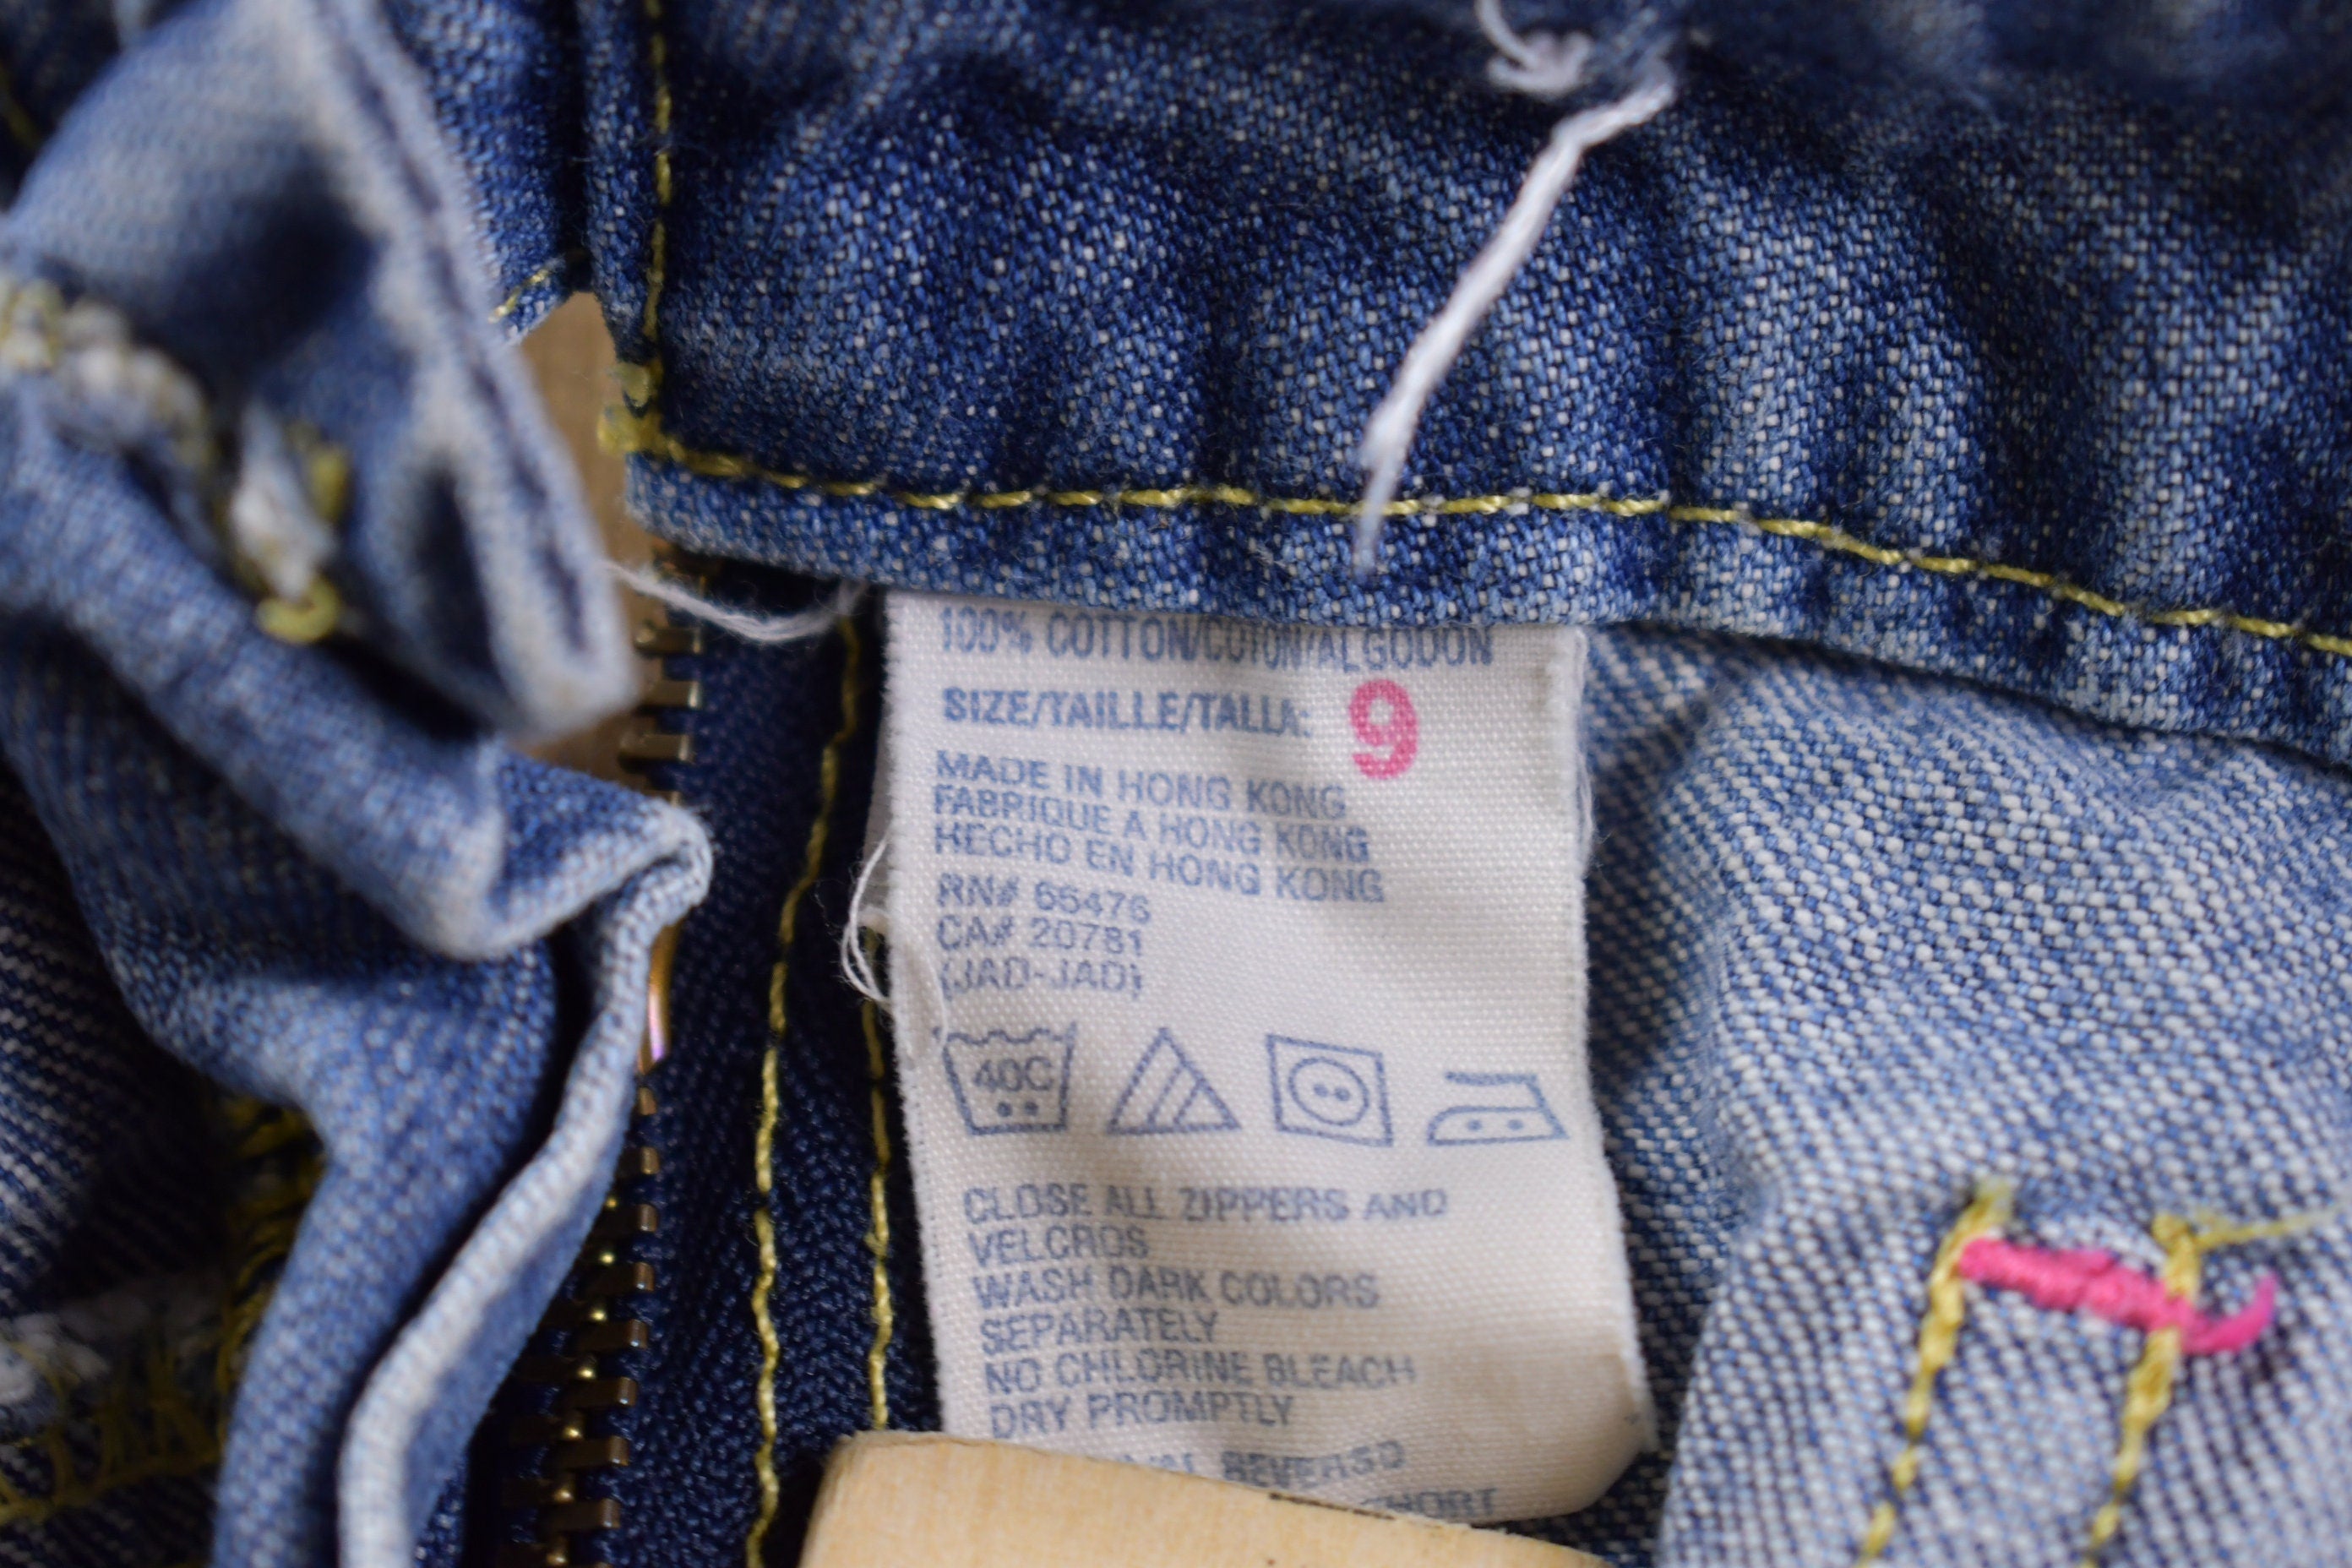 100% COTTON/COTON/ALGODON
SIZE/TAILLE/TALLA: 9
MADE IN HONG KONG
FABRIQUE A HONG KONG
HECHO EN HONG KONG
RN# 66476
CA# 20781
(JAD-JAD)
40C
CLOSE ALL ZIPPERS AND
VELCROS
WASH DARK COLORS
SEPARATELY
NO CHLORINE BLEACH
DRY PROMPTLY
REVERSO